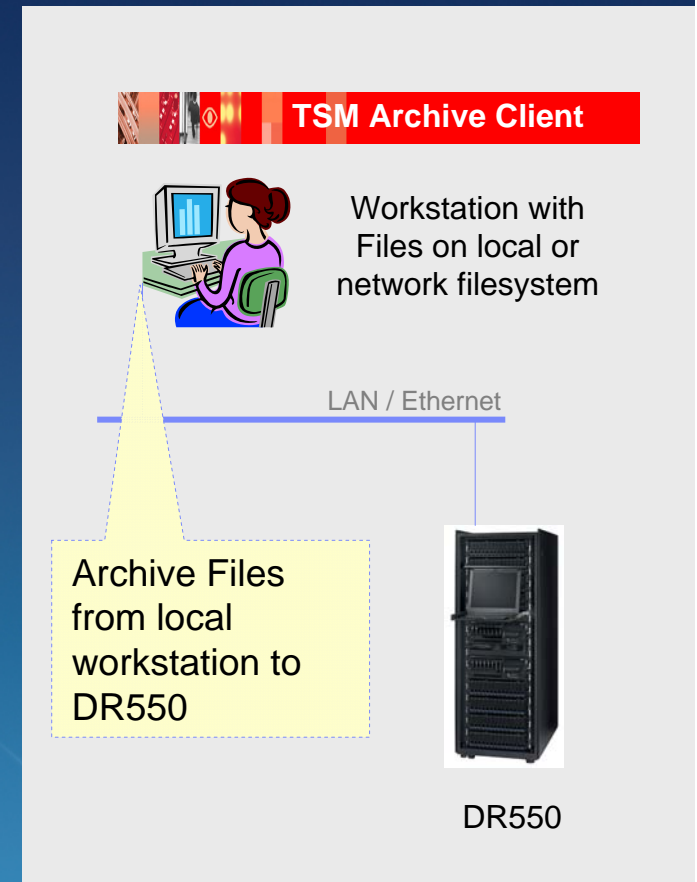 TSM Archive Client
Workstation with
Files on local or
network filesystem
LAN / Ethernet
Archive Files
from local
workstation to
DR550
DR550